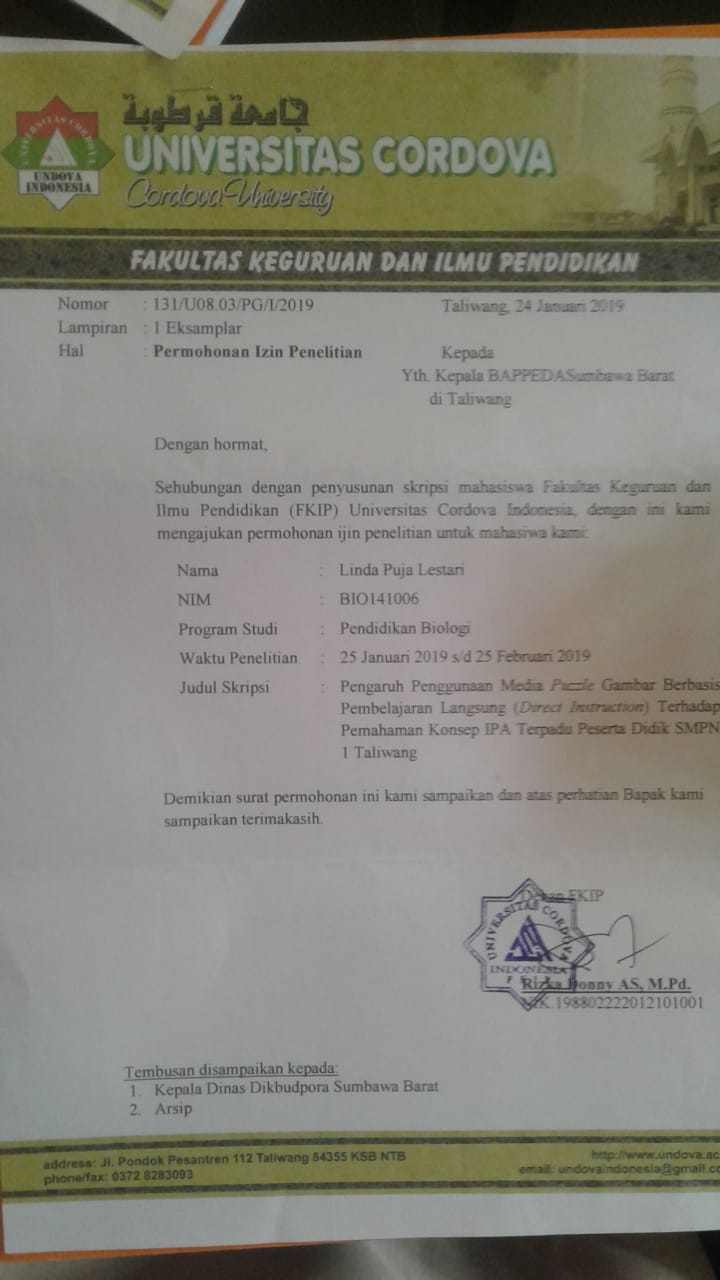 جامعة قرطوبة
UNIVERSITAS CORDOVA
Cordova University
UNIVERSITAS CORDOVA
UNDOVA
INDONESIA
FAKULTAS KEGURUAN DAN ILMU PENDIDIKAN
Nomor : 131/U08.03/PG/I/2019 Taliwang, 24 Januari 2019
Lampiran : 1 Eksamplar
Hal : Permohonan Izin Penelitian Kepada
Yth. Kepala BAPPEDASumbawa Barat
di Taliwang
Dengan hormat,
Sehubungan dengan penyusunan skripsi mahasiswa Fakultas Keguruan dan
Ilmu Pendidikan (FKIP) Universitas Cordova Indonesia, dengan ini kami
mengajukan permohonan ijin penelitian untuk mahasiwa kami:
Nama : Linda Puja Lestari
NIM : BIO141006
Program Studi : Pendidikan Biologi
Waktu Penelitian : 25 Januari 2019 s/d 25 Februari 2019
Judul Skripsi : Pengaruh Penggunaan Media Puzzle Gambar Berbasis
Pembelajaran Langsung (Direct Instruction) Terhadap
Pemahaman Konsep IPA Terpadu Peserta Didik SMPN
1 Taliwang
Demikian surat permohonan ini kami sampaikan dan atas perhatian Bapak kami
sampaikan terimakasih.
Dekan FKIP
UNIVERSITAS CORDOVA
INDONESIA
Rizka Donny AS, M.Pd.
NIK.198802222012101001
Tembusan disampaikan kepada:
1. Kepala Dinas Dikbudpora Sumbawa Barat
2. Arsip
address: Jl. Pondok Pesantren 112 Taliwang 84355 KSB NTB http://www.undova.ac
phone/fax: 0372 8283093 email: undovaindonesia@gmail.co